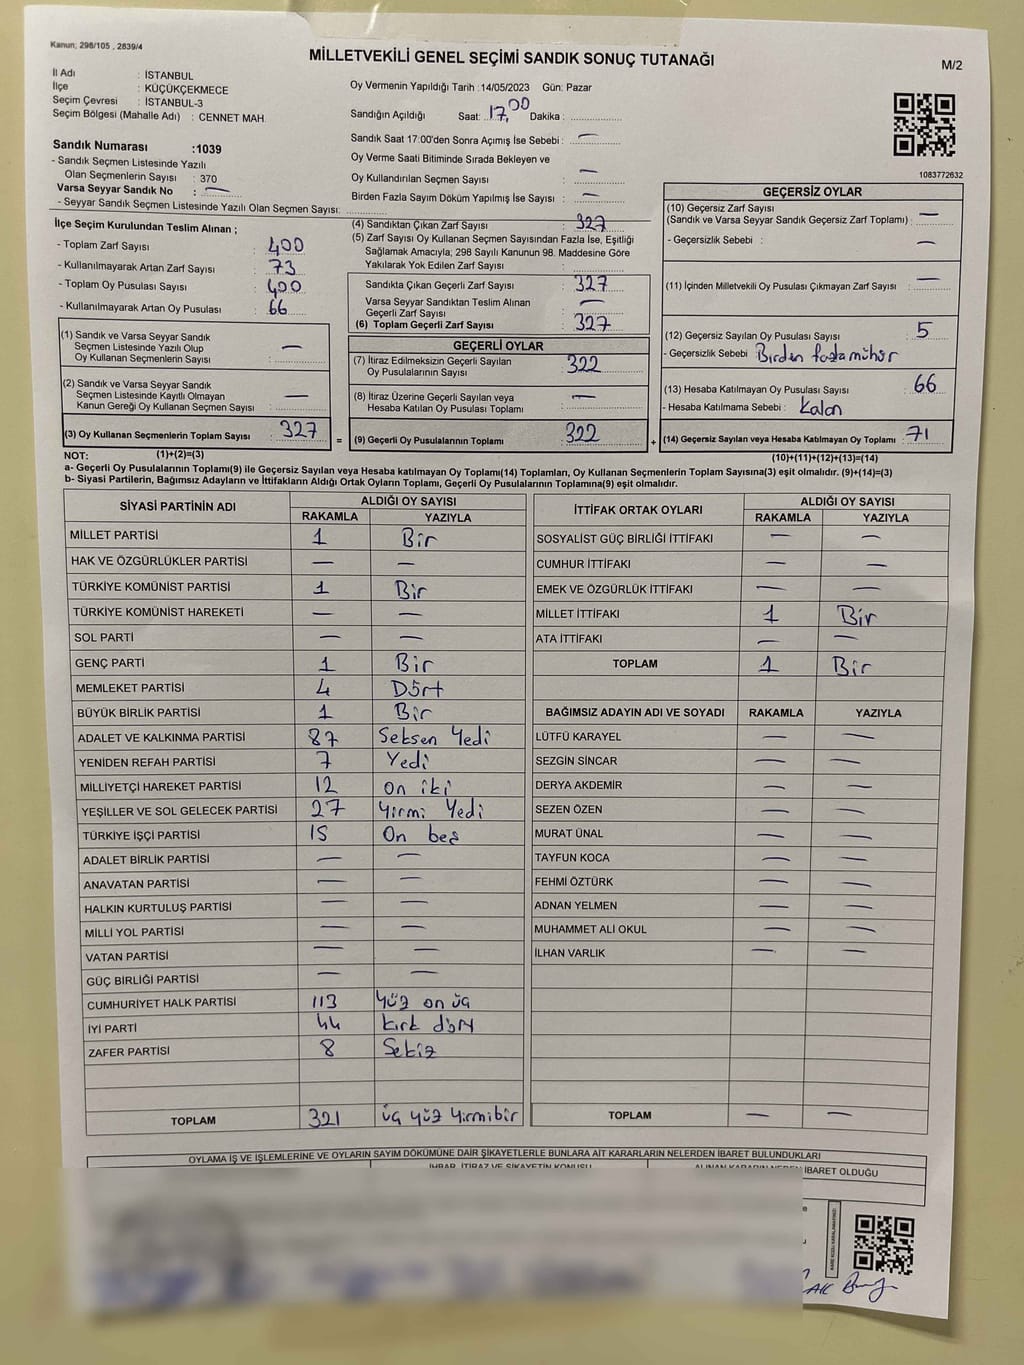 Kanun; 298/105 , 2839/4
MİLLETVEKİLİ GENEL SEÇİMİ SANDIK SONUÇ TUTANAĞI
M/2
İl Adı : İSTANBUL
İlçe : KÜÇÜKÇEKMECE
Seçim Çevresi : İSTANBUL-3
Seçim Bölgesi (Mahalle Adı) : CENNET MAH.
Oy Vermenin Yapıldığı Tarih :14/05/2023 Gün: Pazar
Sandığın Açıldığı Saat: 17,00 Dakika :
Sandık Saat 17:00'den Sonra Açımış İse Sebebi : —
Oy Verme Saati Bitiminde Sırada Bekleyen ve
Oy Kullandırılan Seçmen Sayısı : —
Birden Fazla Sayım Döküm Yapılmış İse Sayısı : —
1083772632
Sandık Numarası :1039
- Sandık Seçmen Listesinde Yazılı
Olan Seçmenlerin Sayısı : 370
Varsa Seyyar Sandık No : —
- Seyyar Sandık Seçmen Listesinde Yazılı Olan Seçmen Sayısı:
İlçe Seçim Kurulundan Teslim Alınan ;
- Toplam Zarf Sayısı : 400
- Kullanılmayarak Artan Zarf Sayısı : 73
- Toplam Oy Pusulası Sayısı : 400
- Kullanılmayarak Artan Oy Pusulası : 66
(1) Sandık ve Varsa Seyyar Sandık
Seçmen Listesinde Yazılı Olup
Oy Kullanan Seçmenlerin Sayısı : —
(2) Sandık ve Varsa Seyyar Sandık
Seçmen Listesinde Kayıtlı Olmayan
Kanun Gereği Oy Kullanan Seçmen Sayısı : —
(3) Oy Kullanan Seçmenlerin Toplam Sayısı : 327
(4) Sandıktan Çıkan Zarf Sayısı : 327
(5) Zarf Sayısı Oy Kullanan Seçmen Sayısından Fazla İse, Eşitliği
Sağlamak Amacıyla; 298 Sayılı Kanunun 98. Maddesine Göre
Yakılarak Yok Edilen Zarf Sayısı :
Sandıkta Çıkan Geçerli Zarf Sayısı : 327
Varsa Seyyar Sandıktan Teslim Alınan
Geçerli Zarf Sayısı : —
(6) Toplam Geçerli Zarf Sayısı : 327
GEÇERLİ OYLAR
(7) İtiraz Edilmeksizin Geçerli Sayılan
Oy Pusulalarının Sayısı : 322
(8) İtiraz Üzerine Geçerli Sayılan veya
Hesaba Katılan Oy Pusulası Toplamı : —
= (9) Geçerli Oy Pusulalarının Toplamı : 322 +
GEÇERSİZ OYLAR
(10) Geçersiz Zarf Sayısı
(Sandık ve Varsa Seyyar Sandık Geçersiz Zarf Toplamı) : —
- Geçersizlik Sebebi : —
(11) İçinden Milletvekili Oy Pusulası Çıkmayan Zarf Sayısı : —
(12) Geçersiz Sayılan Oy Pusulası Sayısı : 5
- Geçersizlik Sebebi : Birden fazla mühür
(13) Hesaba Katılmayan Oy Pusulası Sayısı : 66
- Hesaba Katılmama Sebebi : Kalan
(14) Geçersiz Sayılan veya Hesaba Katılmayan Oy Toplamı : 71
NOT: (1)+(2)=(3) (10)+(11)+(12)+(13)=(14)
a- Geçerli Oy Pusulalarının Toplamı(9) ile Geçersiz Sayılan veya Hesaba katılmayan Oy Toplamı(14) Toplamları, Oy Kullanan Seçmenlerin Toplam Sayısına(3) eşit olmalıdır. (9)+(14)=(3)
b- Siyasi Partilerin, Bağımsız Adayların ve İttifakların Aldığı Ortak Oyların Toplamı, Geçerli Oy Pusulalarının Toplamına(9) eşit olmalıdır.
SİYASİ PARTİNİN ADI ALDIĞI OY SAYISI
RAKAMLA YAZIYLA
MİLLET PARTİSİ 1 Bir
HAK VE ÖZGÜRLÜKLER PARTİSİ — —
TÜRKİYE KOMÜNİST PARTİSİ 1 Bir
TÜRKİYE KOMÜNİST HAREKETİ — —
SOL PARTİ — —
GENÇ PARTİ 1 Bir
MEMLEKET PARTİSİ 4 Dört
BÜYÜK BİRLİK PARTİSİ 1 Bir
ADALET VE KALKINMA PARTİSİ 87 Seksen Yedi
YENİDEN REFAH PARTİSİ 7 Yedi
MİLLİYETÇİ HAREKET PARTİSİ 12 On iki
YEŞİLLER VE SOL GELECEK PARTİSİ 27 Yirmi Yedi
TÜRKİYE İŞÇİ PARTİSİ 15 On beş
ADALET BİRLİK PARTİSİ — —
ANAVATAN PARTİSİ — —
HALKIN KURTULUŞ PARTİSİ — —
MİLLİ YOL PARTİSİ — —
VATAN PARTİSİ — —
GÜÇ BİRLİĞİ PARTİSİ — —
CUMHURİYET HALK PARTİSİ 113 Yüz on üç
İYİ PARTİ 44 Kırk dört
ZAFER PARTİSİ 8 Sekiz
TOPLAM 321 üç yüz Yirmibir
İTTİFAK ORTAK OYLARI ALDIĞI OY SAYISI
RAKAMLA YAZIYLA
SOSYALİST GÜÇ BİRLİĞİ İTTİFAKI — —
CUMHUR İTTİFAKI — —
EMEK VE ÖZGÜRLÜK İTTİFAKI — —
MİLLET İTTİFAKI 1 Bir
ATA İTTİFAKI — —
TOPLAM 1 Bir
BAĞIMSIZ ADAYIN ADI VE SOYADI RAKAMLA YAZIYLA
LÜTFÜ KARAYEL — —
SEZGİN SİNCAR — —
DERYA AKDEMİR — —
SEZEN ÖZEN — —
MURAT ÜNAL — —
TAYFUN KOCA — —
FEHMİ ÖZTÜRK — —
ADNAN YELMEN — —
MUHAMMET ALİ OKUL — —
İLHAN VARLIK — —
TOPLAM — —
OYLAMA İŞ VE İŞLEMLERİNE VE OYLARIN SAYIM DÖKÜMÜNE DAİR ŞİKAYETLERLE BUNLARA AİT KARARLARIN NELERDEN İBARET BULUNDUKLARI
İHBAR, İTİRAZ VE ŞİKAYETİN KONUSU ALINAN KARARIN NEDEN İBARET OLDUĞU